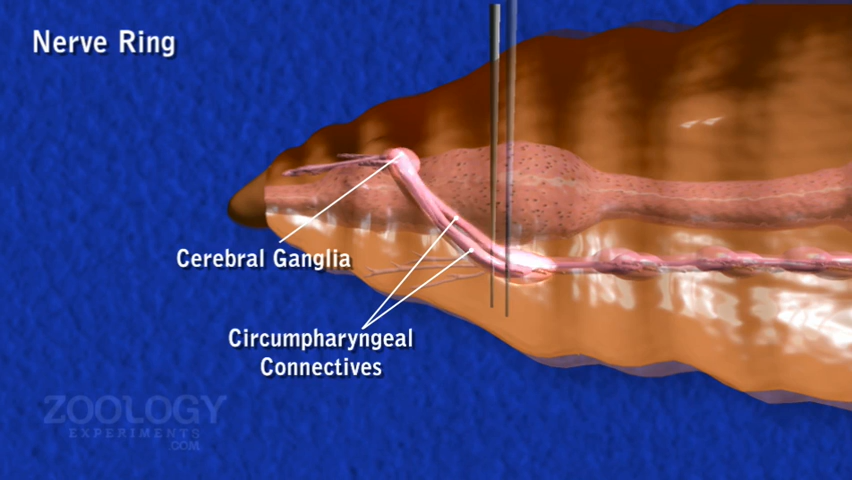 Nerve Ring
Cerebral Ganglia
Circumpharyngeal
Connectives
ZOOLOGY
EXPERIMENTS
.COM